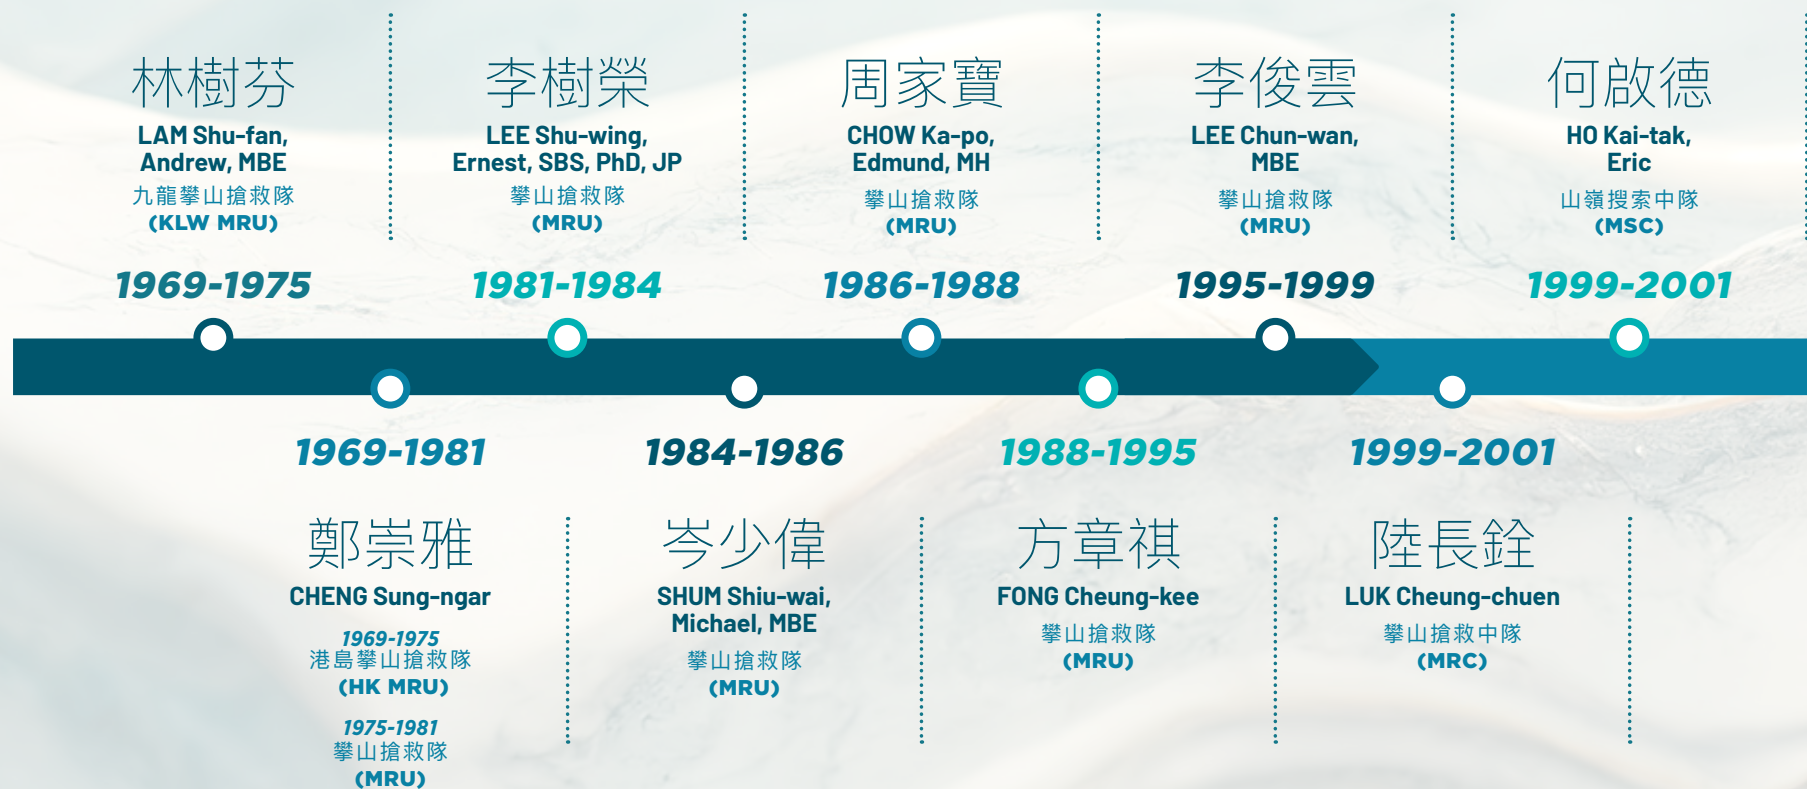 林樹芬
LAM Shu-fan,
Andrew, MBE
九龍攀山搶救隊
(KLW MRU)
1969-1975
李樹榮
LEE Shu-wing,
Ernest, SBS, PhD, JP
攀山搶救隊
(MRU)
1981-1984
周家寶
CHOW Ka-po,
Edmund, MH
攀山搶救隊
(MRU)
1986-1988
李俊雲
LEE Chun-wan,
MBE
攀山搶救隊
(MRU)
1995-1999
何啟德
HO Kai-tak,
Eric
山嶺搜索中隊
(MSC)
1999-2001
1969-1981
鄭崇雅
CHENG Sung-ngar
1969-1975
港島攀山搶救隊
(HK MRU)
1975-1981
攀山搶救隊
(MRU)
1984-1986
岑少偉
SHUM Shiu-wai,
Michael, MBE
攀山搶救隊
(MRU)
1988-1995
方章祺
FONG Cheung-kee
攀山搶救隊
(MRU)
1999-2001
陸長銓
LUK Cheung-chuen
攀山搶救中隊
(MRC)